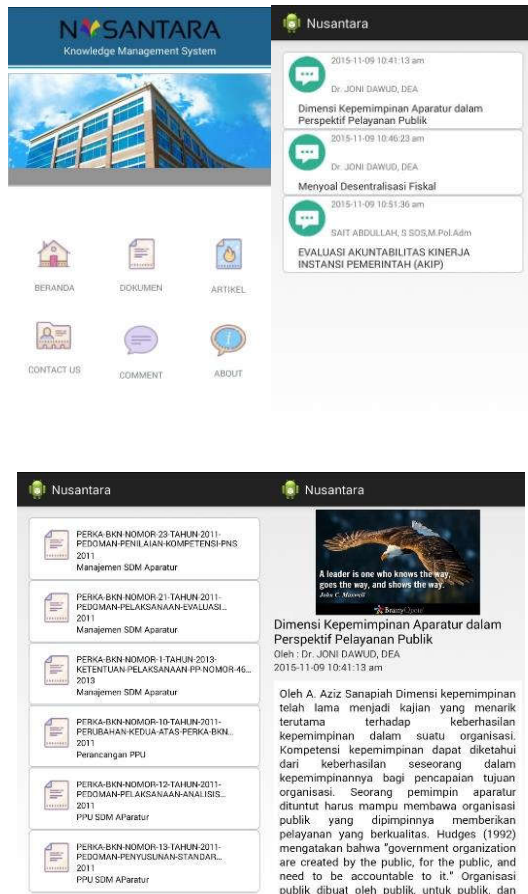 NUSANTARA
Knowledge Management System
BERANDA
DOKUMEN
ARTIKEL
CONTACT US
COMMENT
ABOUT
Nusantara
2015-11-09 10:41:13 am
Dr. JONI DAWUD, DEA
Dimensi Kepemimpinan Aparatur dalam
Perspektif Pelayanan Publik
2015-11-09 10:46:23 am
Dr. JONI DAWUD, DEA
Menyoal Desentralisasi Fiskal
2015-11-09 10:51:36 am
SAIT ABDULLAH, S SOS,M.Pol.Adm
EVALUASI AKUNTABILITAS KINERJA
INSTANSI PEMERINTAH (AKIP)
Nusantara
PERKA-BKN-NOMOR-23-TAHUN-2011-
PEDOMAN-PENILAIAN-KOMPETENSI-PNS
2011
Manajemen SDM Aparatur
PERKA-BKN-NOMOR-21-TAHUN-2011-
PEDOMAN-PELAKSANAAN-EVALUASI...
2011
Manajemen SDM Aparatur
PERKA-BKN-NOMOR-1-TAHUN-2013-
KETENTUAN-PELAKSANAAN-PP-NOMOR-46...
2013
Manajemen SDM Aparatur
PERKA-BKN-NOMOR-10-TAHUN-2011-
PERUBAHAN-KEDUA-ATAS-PERKA-BKN...
2011
Perancangan PPU
PERKA-BKN-NOMOR-12-TAHUN-2011-
PEDOMAN-PELAKSANAAN-ANALISIS...
2011
PPU SDM AParatur
PERKA-BKN-NOMOR-13-TAHUN-2011-
PEDOMAN-PENYUSUNAN-STANDAR...
2011
PPU SDM AParatur
Nusantara
A leader is one who knows the way,
goes the way, and shows the way.
John C. Maxwell
BrainyQuote
Dimensi Kepemimpinan Aparatur dalam
Perspektif Pelayanan Publik
Oleh : Dr. JONI DAWUD, DEA
2015-11-09 10:41:13 am
Oleh A. Aziz Sanapiah Dimensi kepemimpinan
telah lama menjadi kajian yang menarik
terutama terhadap keberhasilan
kepemimpinan dalam suatu organisasi.
Kompetensi kepemimpinan dapat diketahui
dari keberhasilan seseorang dalam
kepemimpinannya bagi pencapaian tujuan
organisasi. Seorang pemimpin aparatur
dituntut harus mampu membawa organisasi
publik yang dipimpinnya memberikan
pelayanan yang berkualitas. Hudges (1992)
mengatakan bahwa "government organization
are created by the public, for the public, and
need to be accountable to it." Organisasi
publik dibuat oleh publik, untuk publik, dan